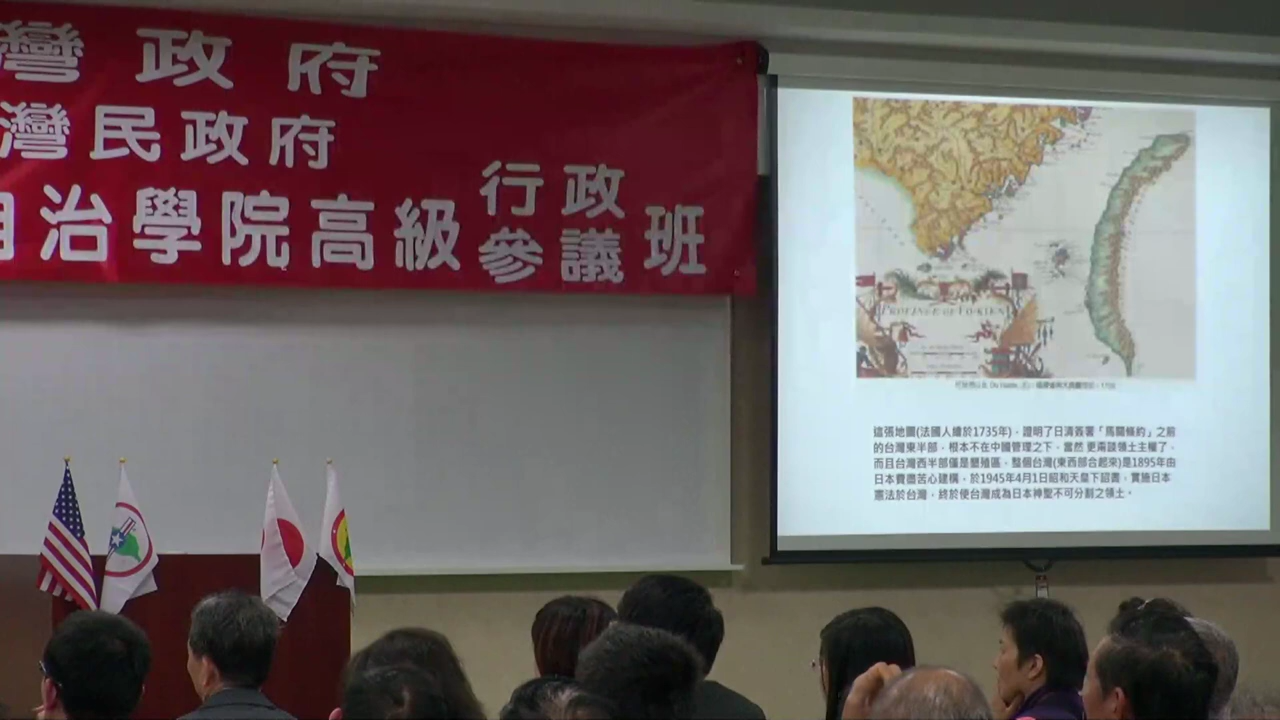 灣政府
灣民政府
自治學院高級行政參議班
PROVINCE DE FO-KIEN
這張地圖(法國人繪於1735年)，證明了日清簽署「馬關條約」之前
的台灣東半部，根本不在中國管理之下，當然 更兩談領土主權了，
而且台灣西半部僅是墾殖區，整個台灣(東西部合起來)是1895年由
日本費盡苦心建構，於1945年4月1日昭和天皇下詔書，實施日本
憲法於台灣，終於使台灣成為日本神聖不可分割之領土。